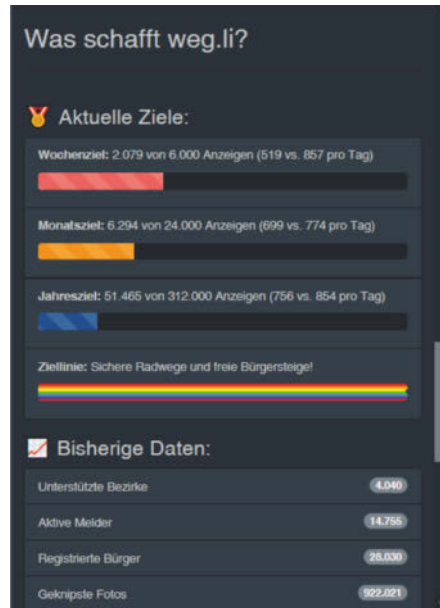 Was schafft weg.li?
Aktuelle Ziele:
Wochenziel: 2.079 von 6.000 Anzeigen (519 vs. 857 pro Tag)
Monatsziel: 6.294 von 24.000 Anzeigen (699 vs. 774 pro Tag)
Jahresziel: 51.465 von 312.000 Anzeigen (756 vs. 854 pro Tag)
Ziellinie: Sichere Radwege und freie Bürgersteige!
Bisherige Daten:
Unterstützte Bezirke 4.040
Aktive Melder 14.755
Registrierte Bürger 28.030
Geknipste Fotos 922.021